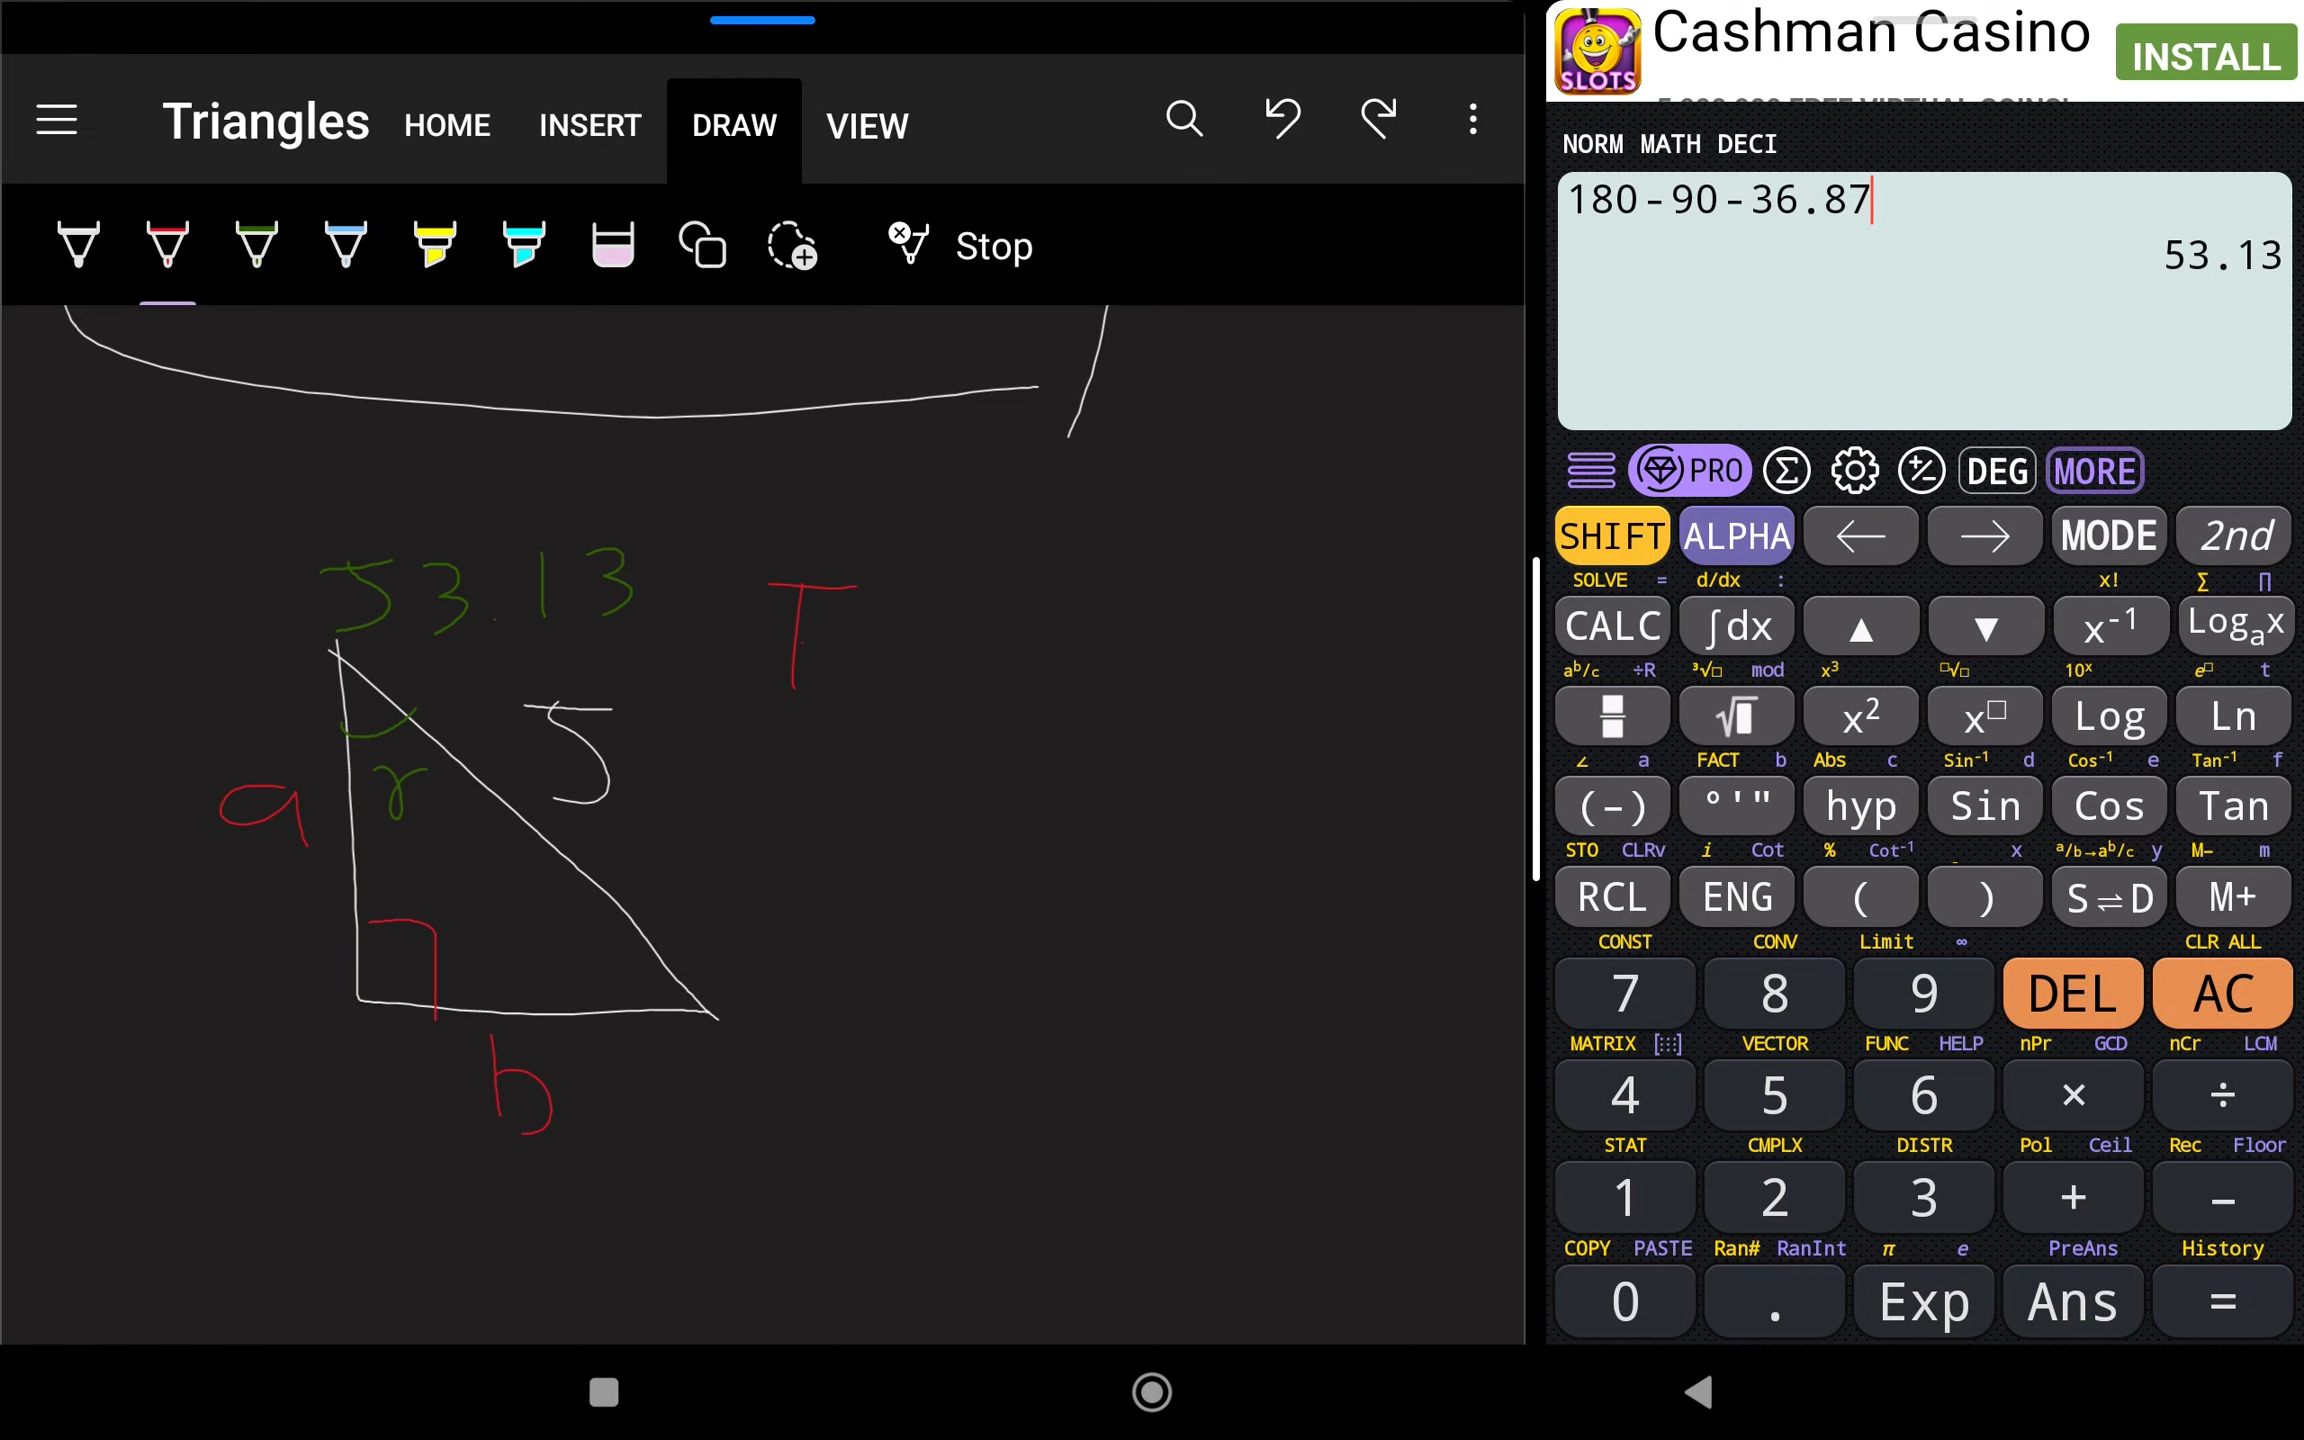 Triangles HOME INSERT DRAW VIEW
Stop
53.13 T
5
a γ
b
SLOTS Cashman Casino INSTALL
NORM MATH DECI
180-90-36.87
53.13
PRO Σ +/- DEG MORE
SHIFT ALPHA ← → MODE 2nd
SOLVE = d/dx : x! Σ ∏
CALC ∫dx ▲ ▼ x⁻¹ Logₐx
aᵇ/c ÷R ³√□ mod x³ □√□ 10ˣ e□ t
√ x² x□ Log Ln
∠ a FACT b Abs c Sin⁻¹ d Cos⁻¹ e Tan⁻¹ f
(−) °'" hyp Sin Cos Tan
STO CLRv i Cot % Cot⁻¹ x a/b→aᵇ/c y M− m
RCL ENG ( ) S⇌D M+
CONST CONV Limit ∞ CLR ALL
7 8 9 DEL AC
MATRIX VECTOR FUNC HELP nPr GCD nCr LCM
4 5 6 × ÷
STAT CMPLX DISTR Pol Ceil Rec Floor
1 2 3 + −
COPY PASTE Ran# RanInt π e PreAns History
0 . Exp Ans =